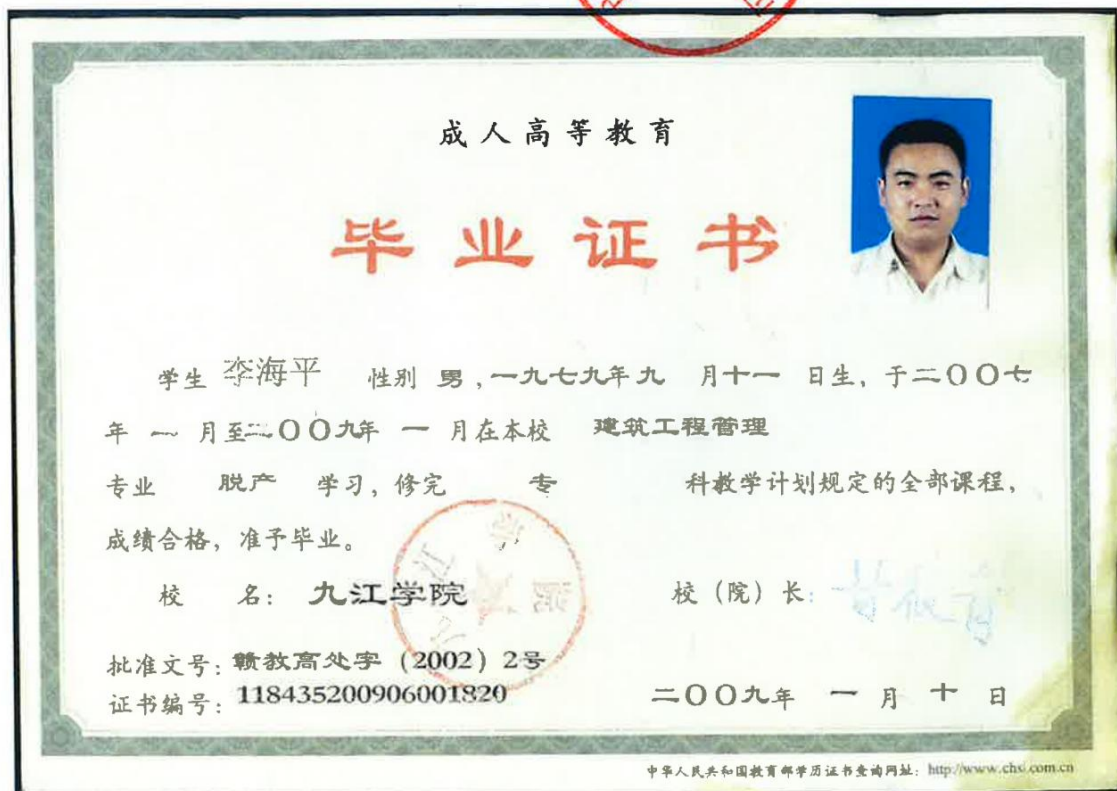 成人高等教育
毕业证书
学生 李海平 性别 男，一九七九年九 月十一 日生，于二〇〇七
年 一 月至二〇〇九年 一 月在本校 建筑工程管理
专业 脱产 学习，修完 专 科教学计划规定的全部课程，
成绩合格，准予毕业。
校 名：九江学院 校（院）长：
批准文号：赣教高处字（2002）2号
证书编号：118435200906001820 二〇〇九年 一 月 十 日
中华人民共和国教育部学历证书查询网址：http://www.chsi.com.cn